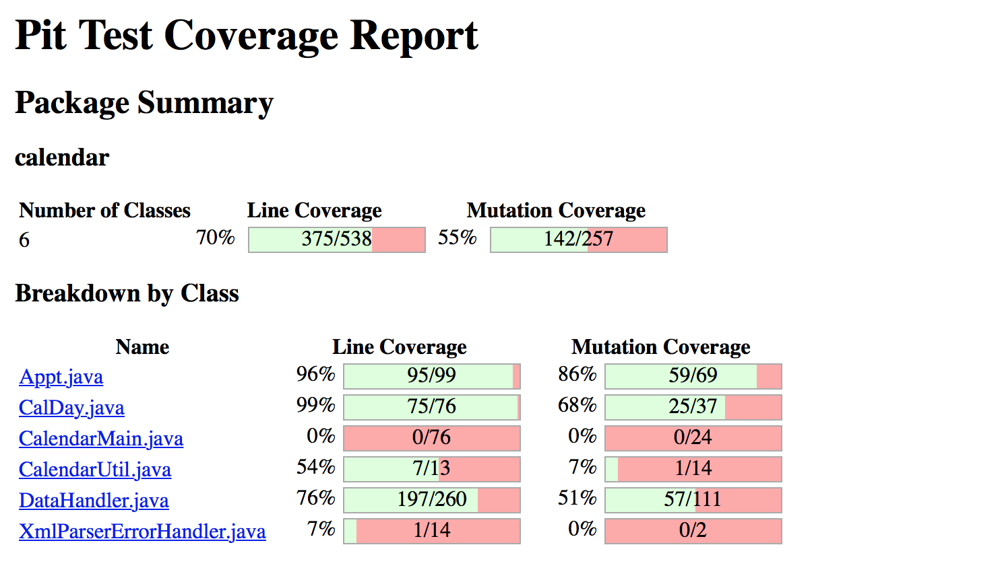 Pit Test Coverage Report
Package Summary
calendar
Number of Classes Line Coverage Mutation Coverage
6 70% 375/538 55% 142/257
Breakdown by Class
Name Line Coverage Mutation Coverage
Appt.java 96% 95/99 86% 59/69
CalDay.java 99% 75/76 68% 25/37
CalendarMain.java 0% 0/76 0% 0/24
CalendarUtil.java 54% 7/13 7% 1/14
DataHandler.java 76% 197/260 51% 57/111
XmlParserErrorHandler.java 7% 1/14 0% 0/2